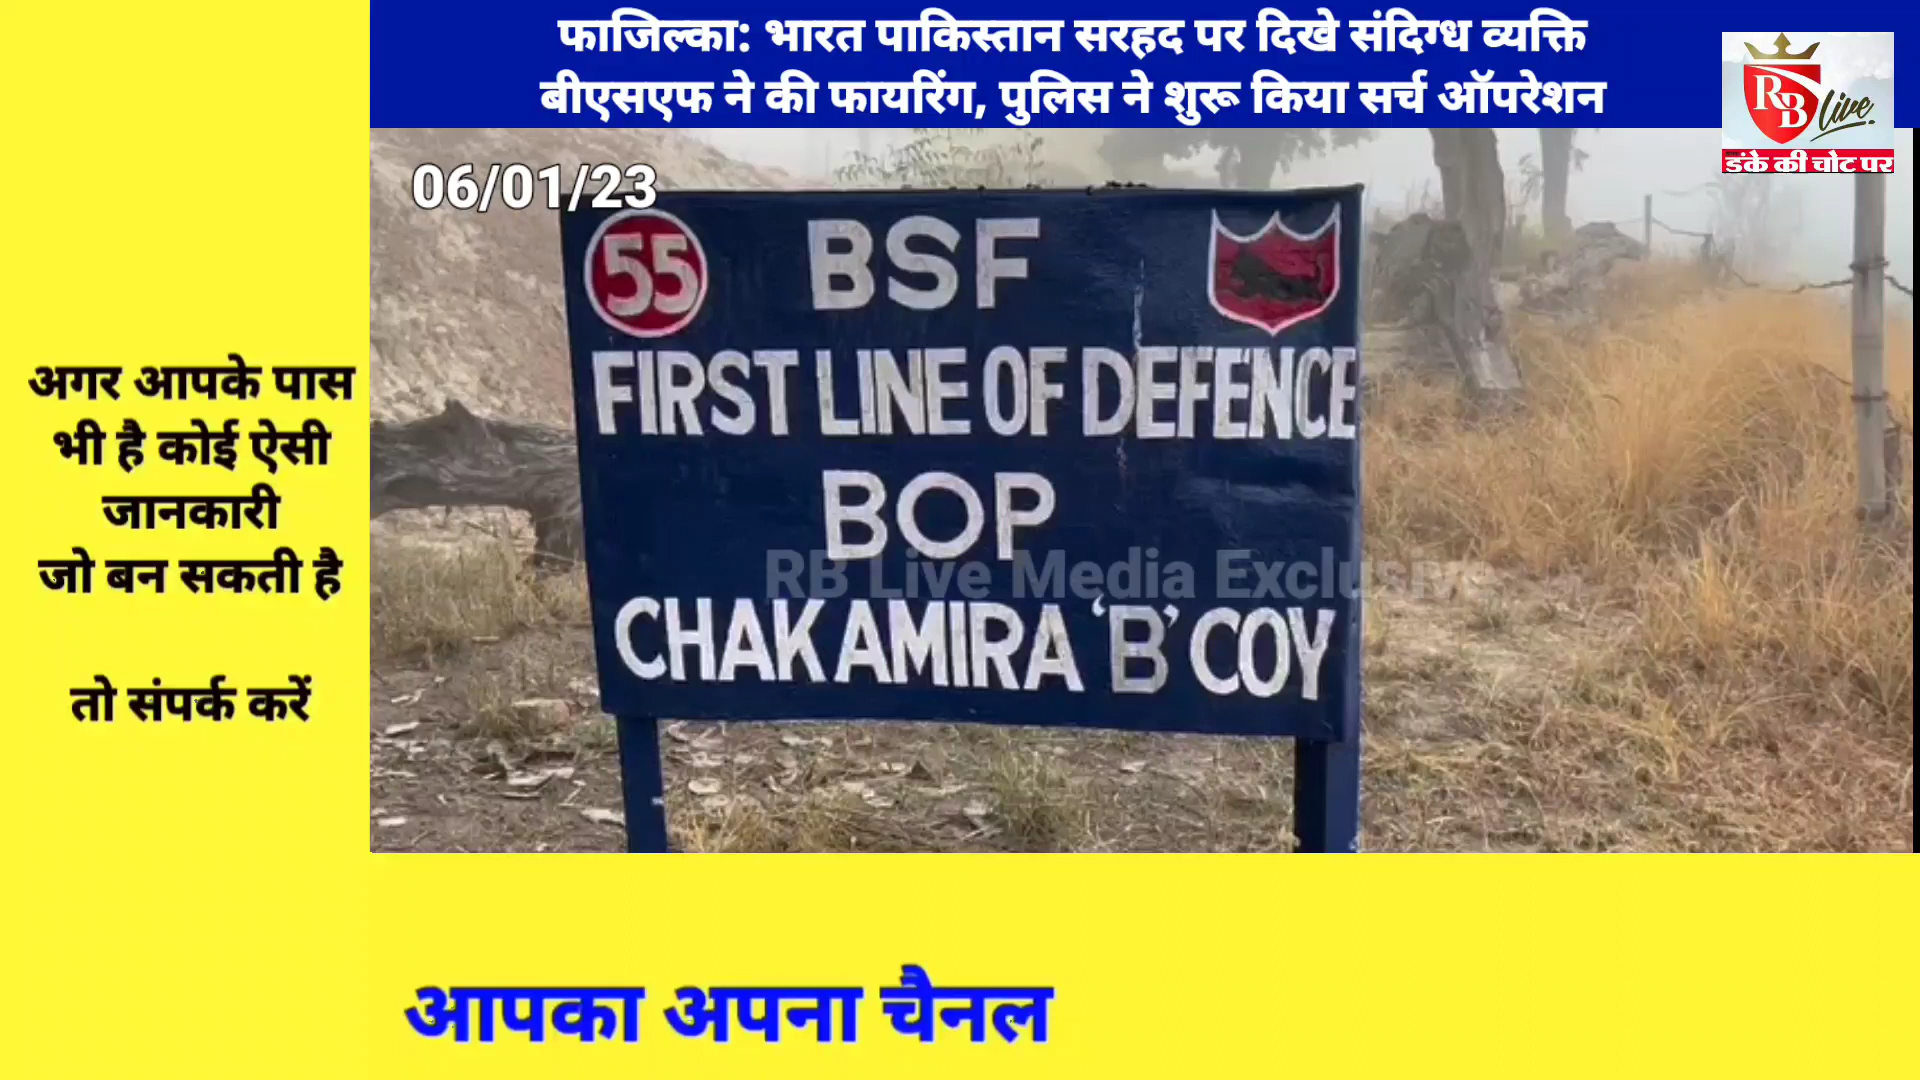 फाजिल्का: भारत पाकिस्तान सरहद पर दिखे संदिग्ध व्यक्ति
बीएसएफ ने की फायरिंग, पुलिस ने शुरू किया सर्च ऑपरेशन
RB Live
डंके की चोट पर
06/01/23
55 BSF
FIRST LINE OF DEFENCE
BOP
RB Live Media Exclusive
CHAKAMIRA 'B' COY
अगर आपके पास
भी है कोई ऐसी
जानकारी
जो बन सकती है
तो संपर्क करें
आपका अपना चैनल